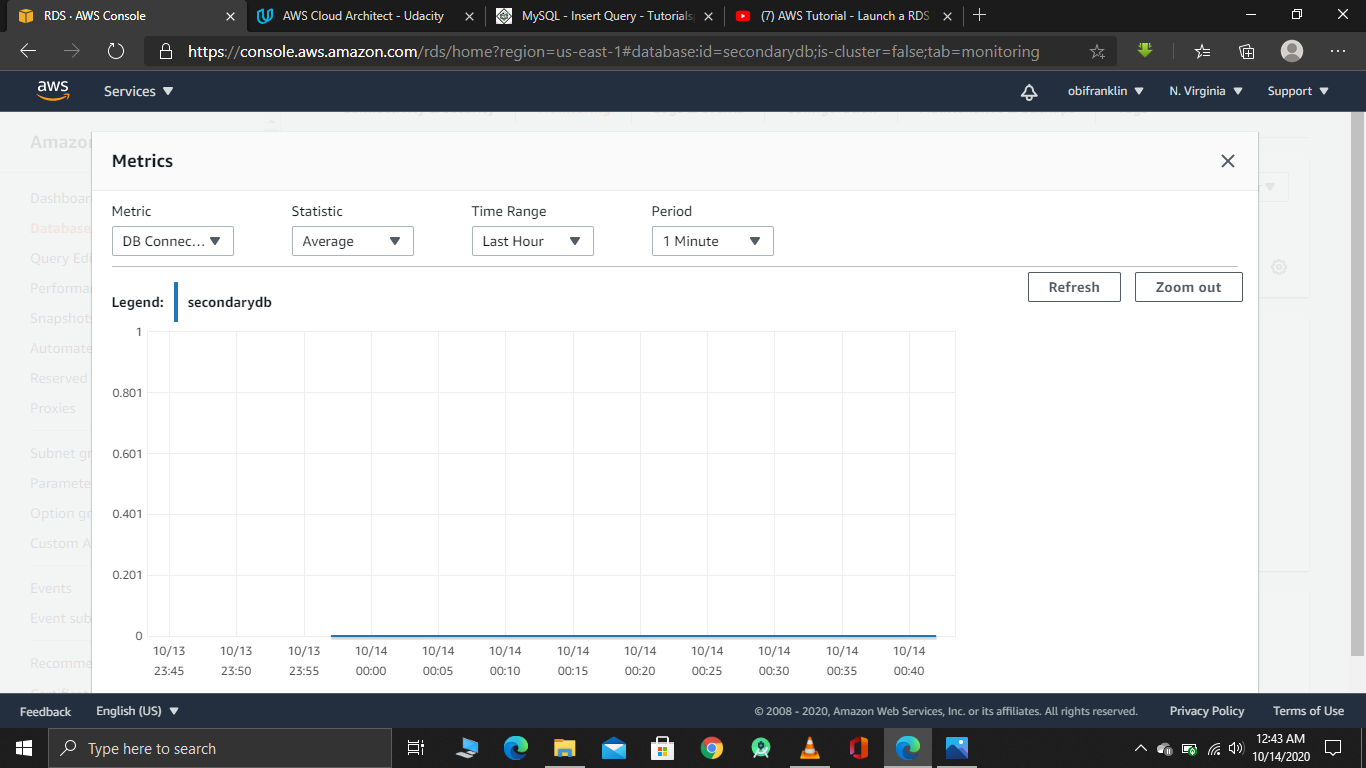 RDS · AWS Console
AWS Cloud Architect - Udacity
MySQL - Insert Query - Tutorials
(7) AWS Tutorial - Launch a RDS
https://console.aws.amazon.com/rds/home?region=us-east-1#database:id=secondarydb;is-cluster=false;tab=monitoring
aws
Services
obifranklin
N. Virginia
Support
Amazo
Dashboar
Database
Query Edi
Performa
Snapshots
Automate
Reserved
Proxies
Subnet gr
Paramete
Option gr
Custom A
Events
Event sub
Recomme
Metrics
Metric
Statistic
Time Range
Period
DB Connec...
Average
Last Hour
1 Minute
Refresh
Zoom out
Legend:
secondarydb
1
0.801
0.601
0.401
0.201
0
10/13 10/13 10/13 10/14 10/14 10/14 10/14 10/14 10/14 10/14 10/14 10/14
23:45 23:50 23:55 00:00 00:05 00:10 00:15 00:20 00:25 00:30 00:35 00:40
Feedback
English (US)
© 2008 - 2020, Amazon Web Services, Inc. or its affiliates. All rights reserved.
Privacy Policy
Terms of Use
Type here to search
12:43 AM
10/14/2020